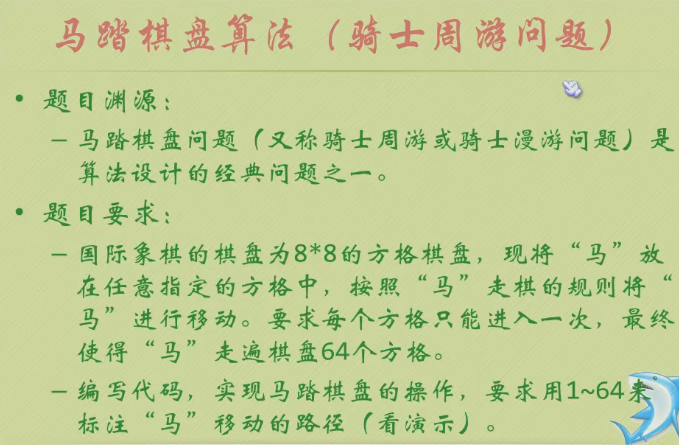 马踏棋盘算法（骑士周游问题）
• 题目渊源：
– 马踏棋盘问题（又称骑士周游或骑士漫游问题）是
算法设计的经典问题之一。
• 题目要求：
– 国际象棋的棋盘为8*8的方格棋盘，现将“马”放
在任意指定的方格中，按照“马”走棋的规则将“
马”进行移动。要求每个方格只能进入一次，最终
使得“马”走遍棋盘64个方格。
– 编写代码，实现马踏棋盘的操作，要求用1~64来
标注“马”移动的路径（看演示）。